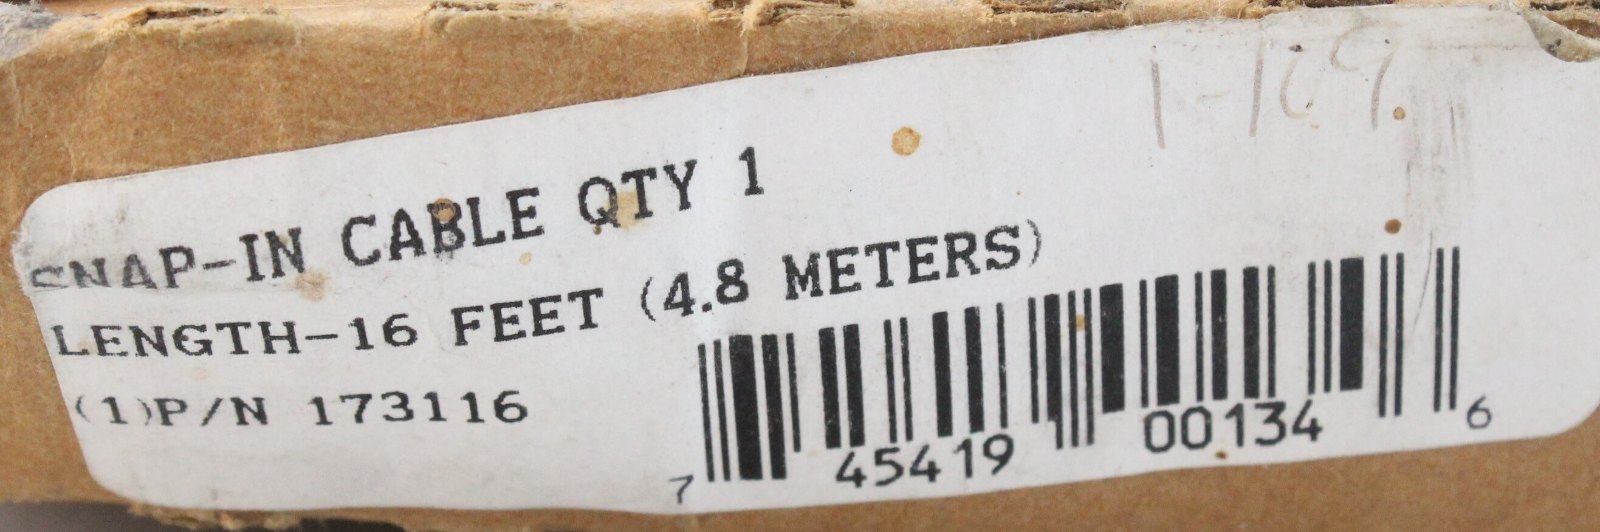 1-169
SNAP-IN CABLE QTY 1
LENGTH-16 FEET (4.8 METERS)
(1)P/N 173116
7 45419 00134 6